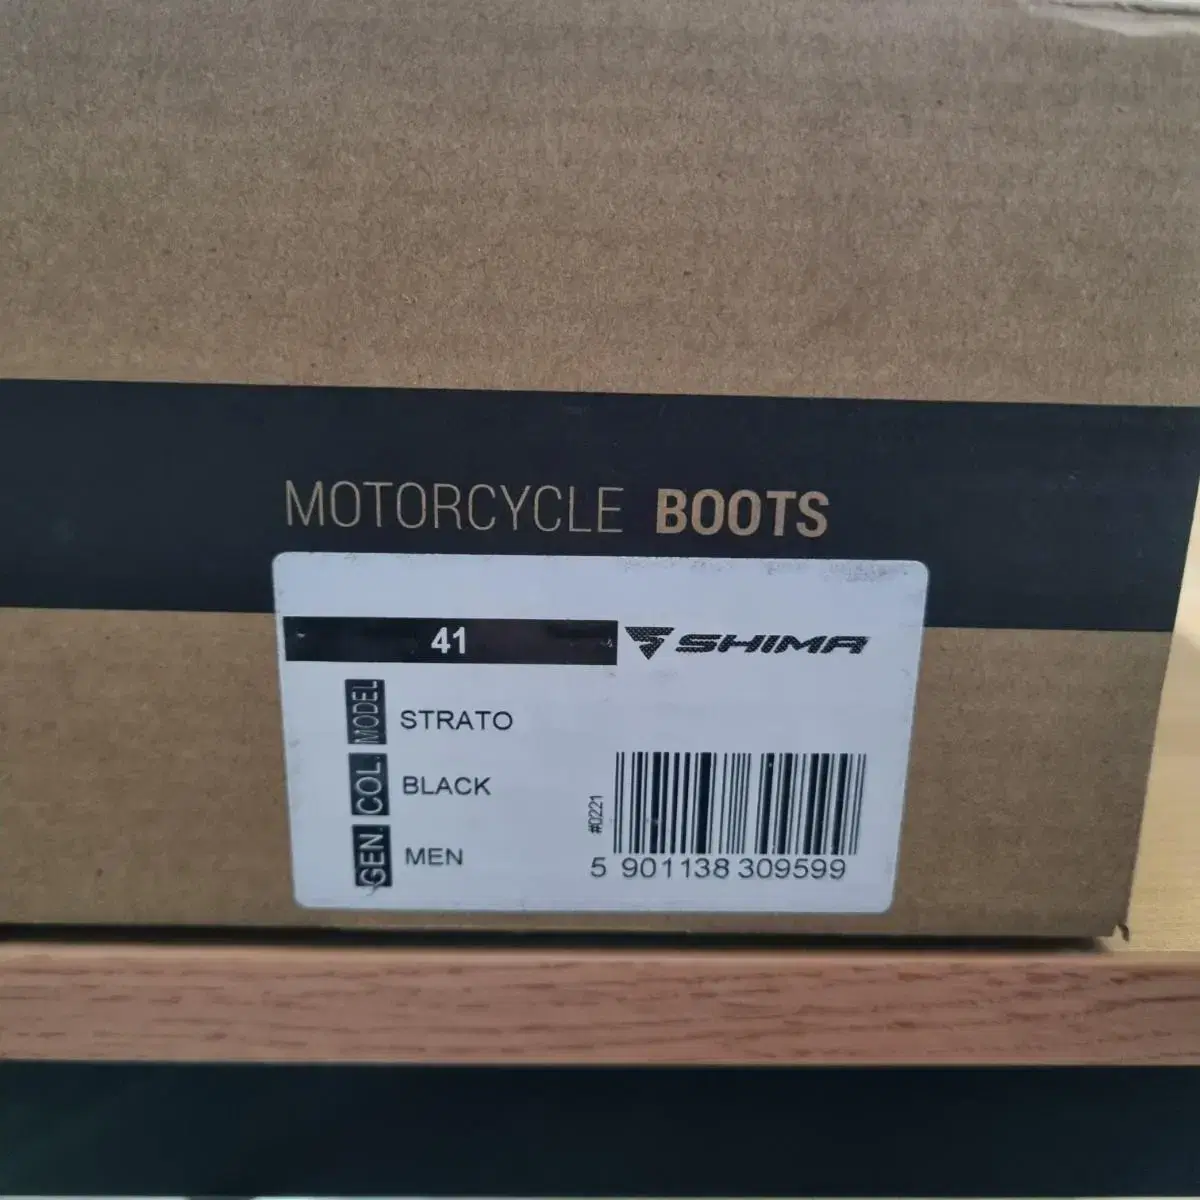 MOTORCYCLE BOOTS
41
SHIMA
MODEL STRATO
COL. BLACK
GEN. MEN
#0221
5 901138 309599